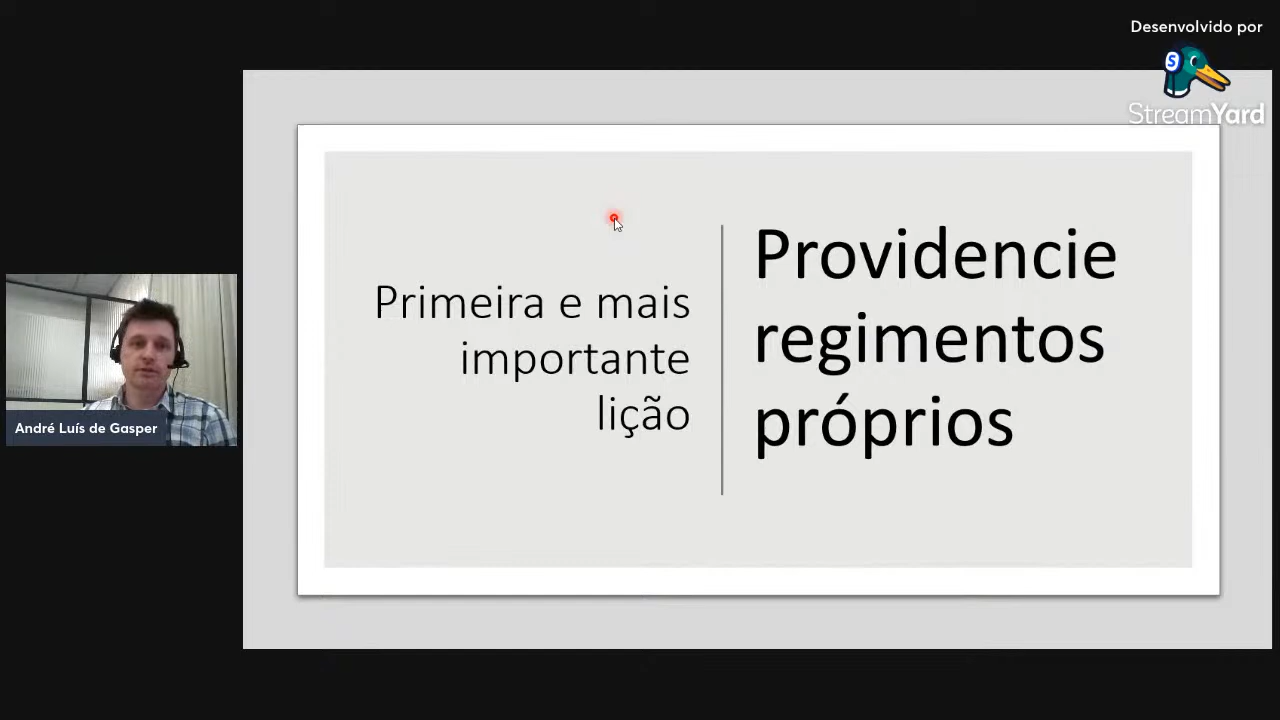 Desenvolvido por
StreamYard
Primeira e mais
importante
lição
Providencie
regimentos
próprios
André Luís de Gasper